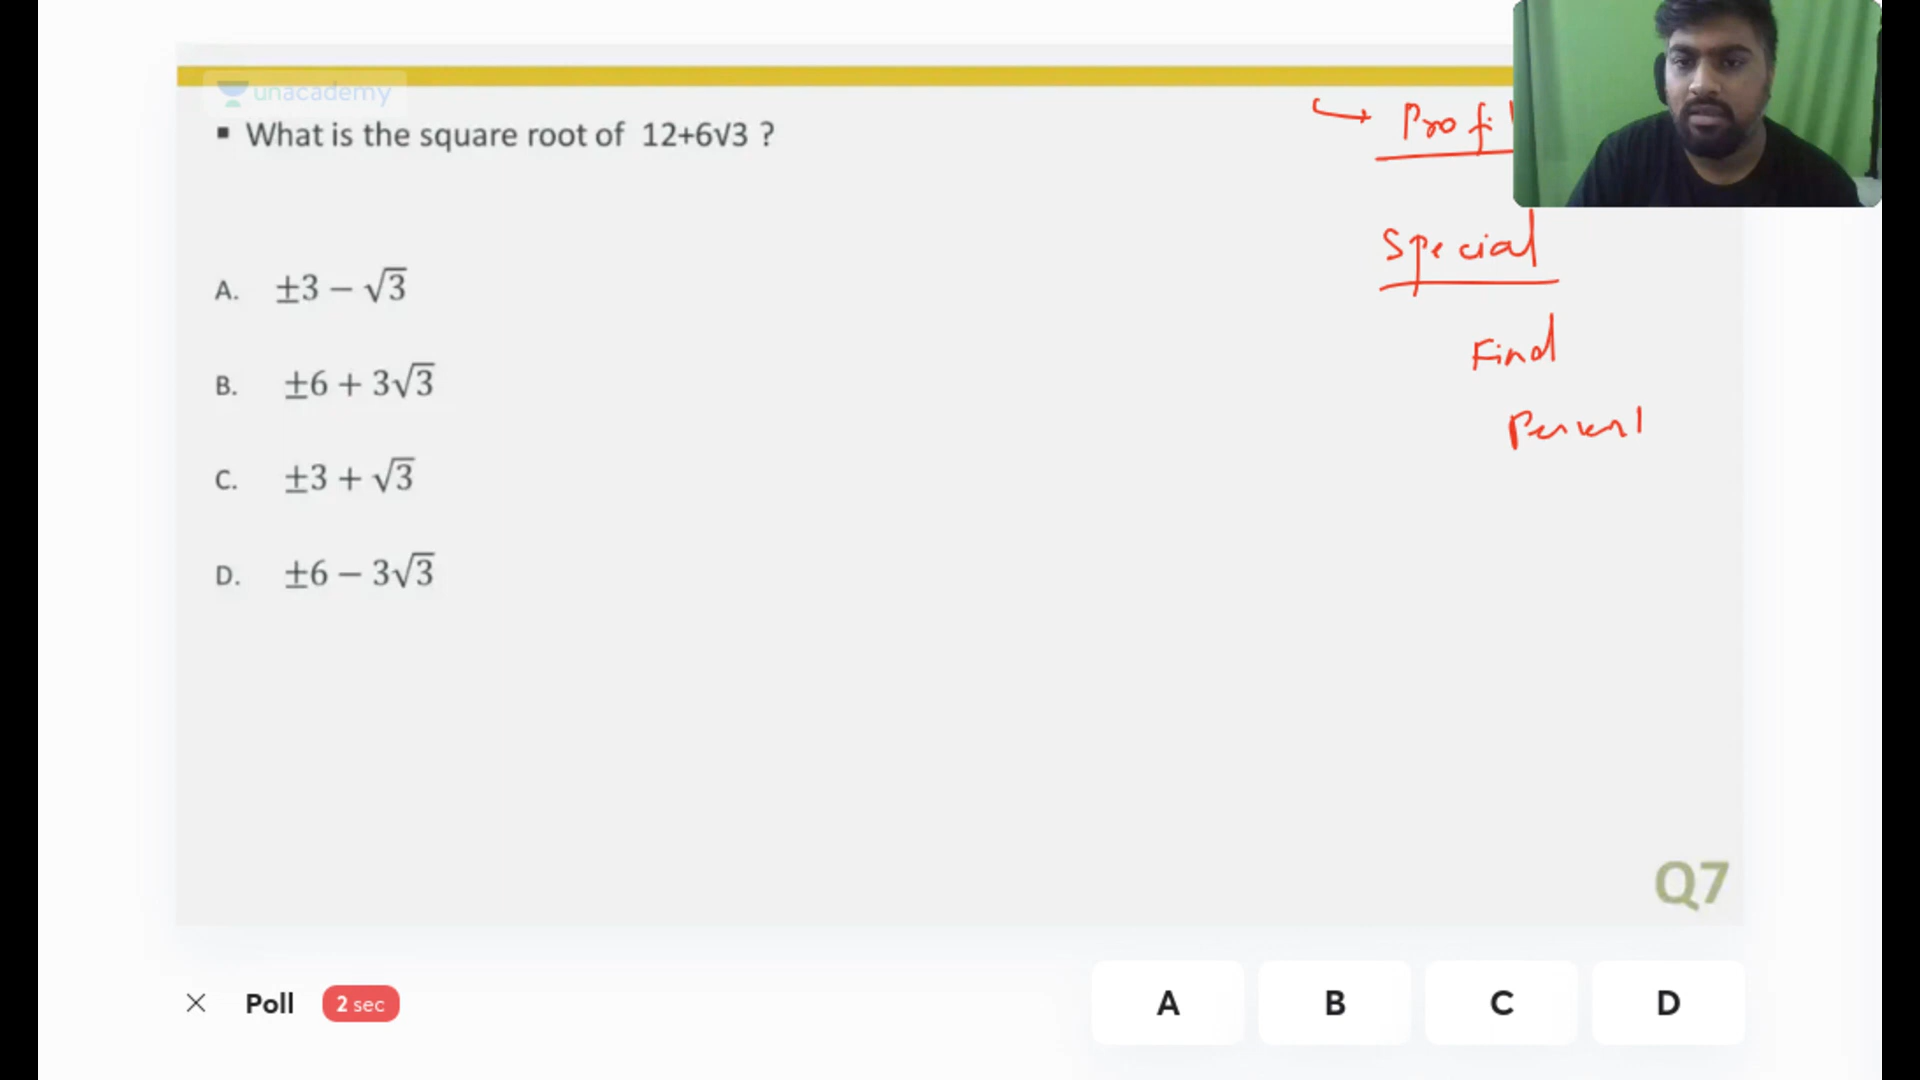 unacademy
▪ What is the square root of 12+6√3 ?
A. ±3 − √3
B. ±6 + 3√3
C. ±3 + √3
D. ±6 − 3√3
Special
Find
Q7
× Poll 2 sec A B C D